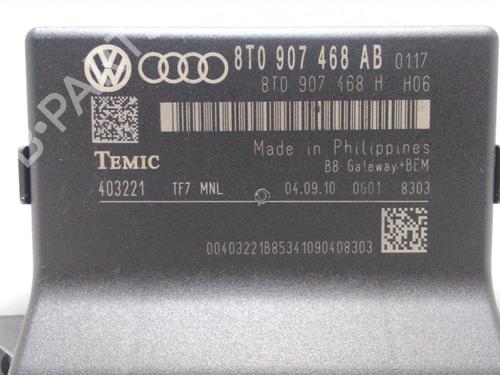 8T0 907 468 AB 0117
8T0 907 468 H H06
Made in Philippines
TEMIC
B8 Gateway+BEM
403221 TF7 MNL 04.09.10 0601 8303
00403221B85341090408303
B-PARTS